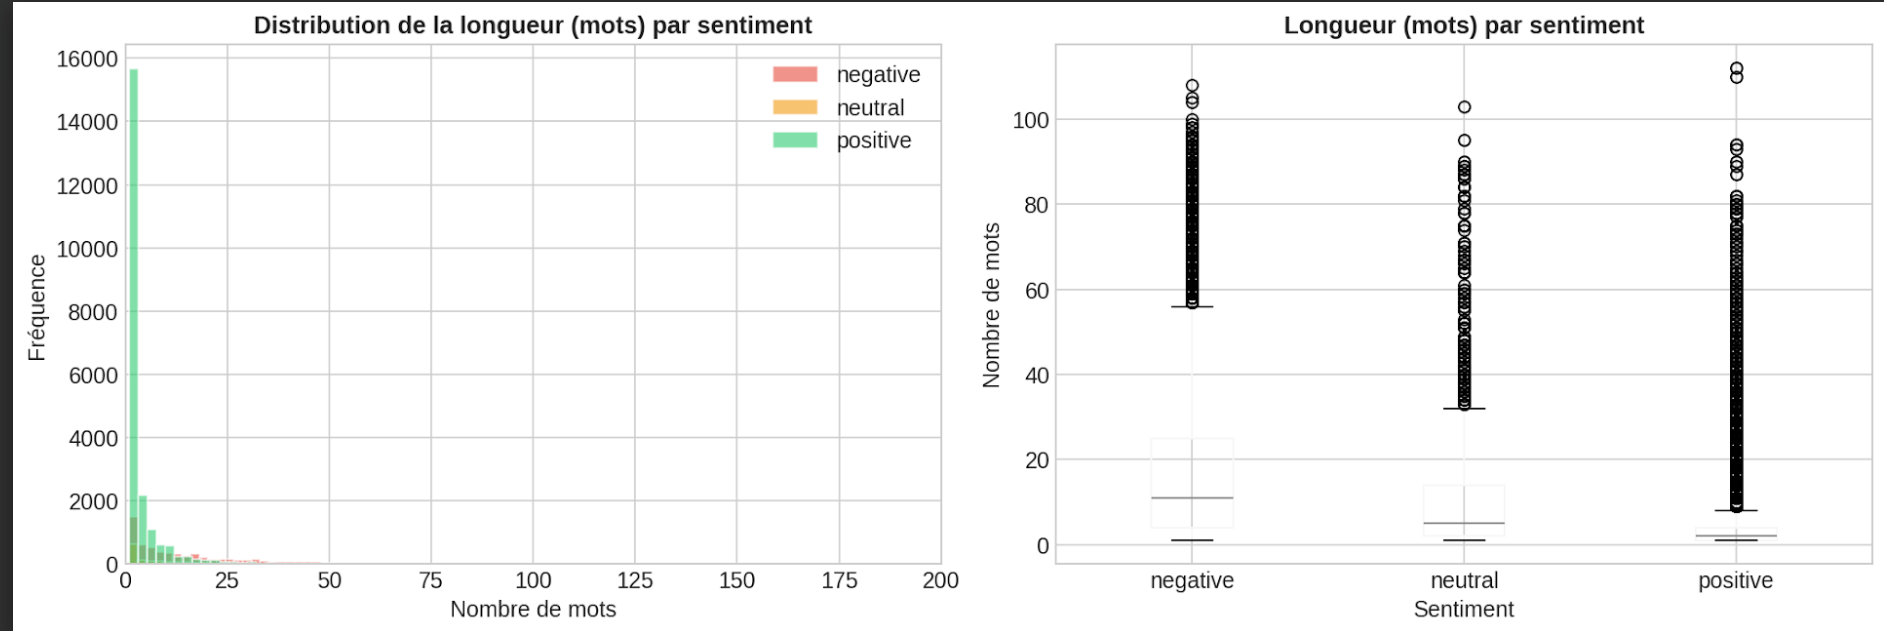 Distribution de la longueur (mots) par sentiment
16000
14000
12000
10000
8000
6000
4000
2000
0
Fréquence
negative
neutral
positive
0 25 50 75 100 125 150 175 200
Nombre de mots
Longueur (mots) par sentiment
100
80
60
40
20
0
Nombre de mots
negative neutral positive
Sentiment